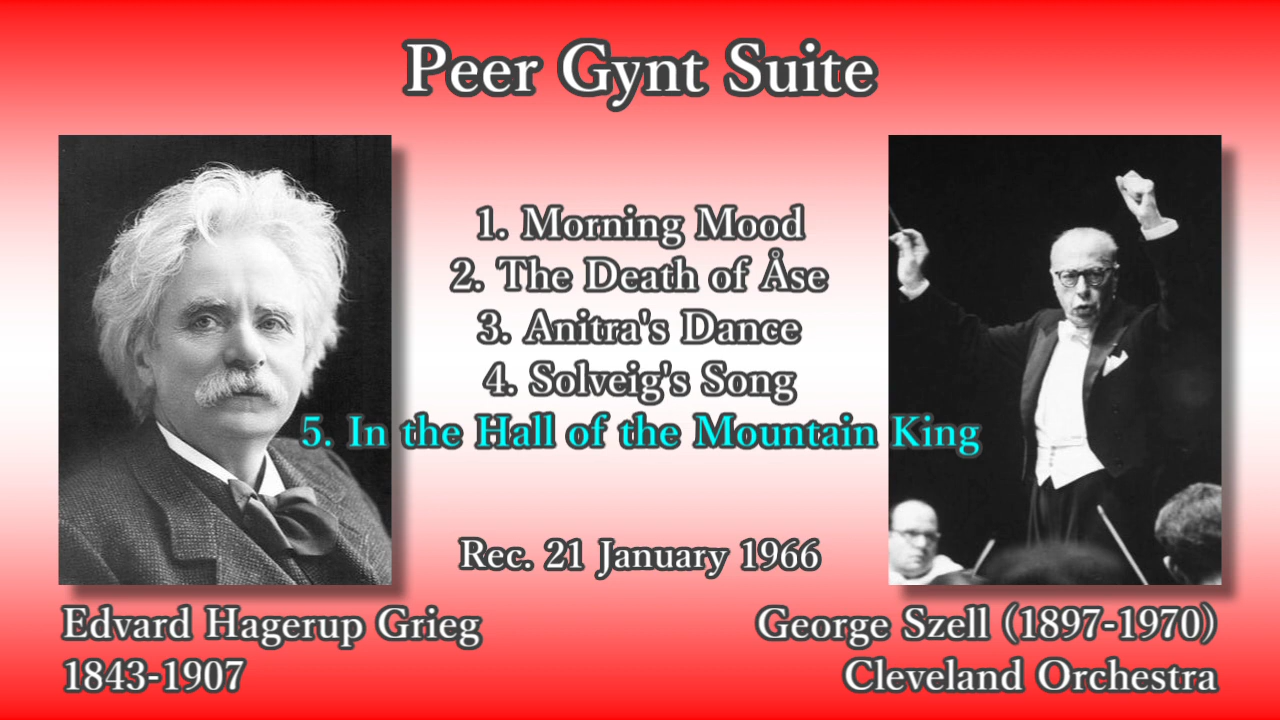 Peer Gynt Suite
1. Morning Mood
2. The Death of Åse
3. Anitra's Dance
4. Solveig's Song
5. In the Hall of the Mountain King
Rec. 21 January 1966
Edvard Hagerup Grieg
1843-1907
George Szell (1897-1970)
Cleveland Orchestra